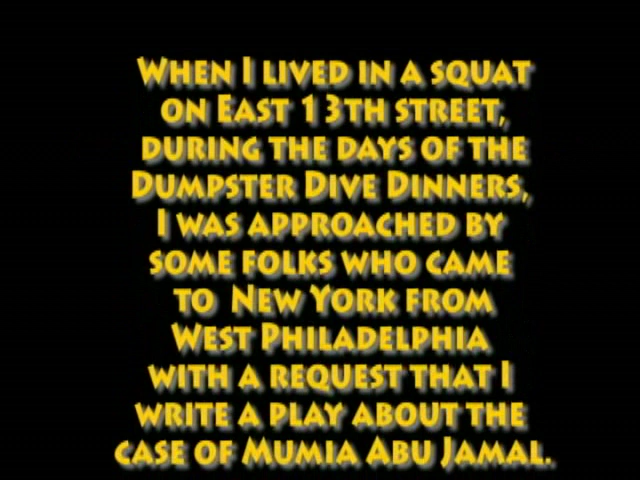 When I lived in a squat
on East 13th street,
during the days of the
Dumpster Dive Dinners,
I was approached by
some folks who came
to New York from
West Philadelphia
with a request that I
write a play about the
case of Mumia Abu Jamal.